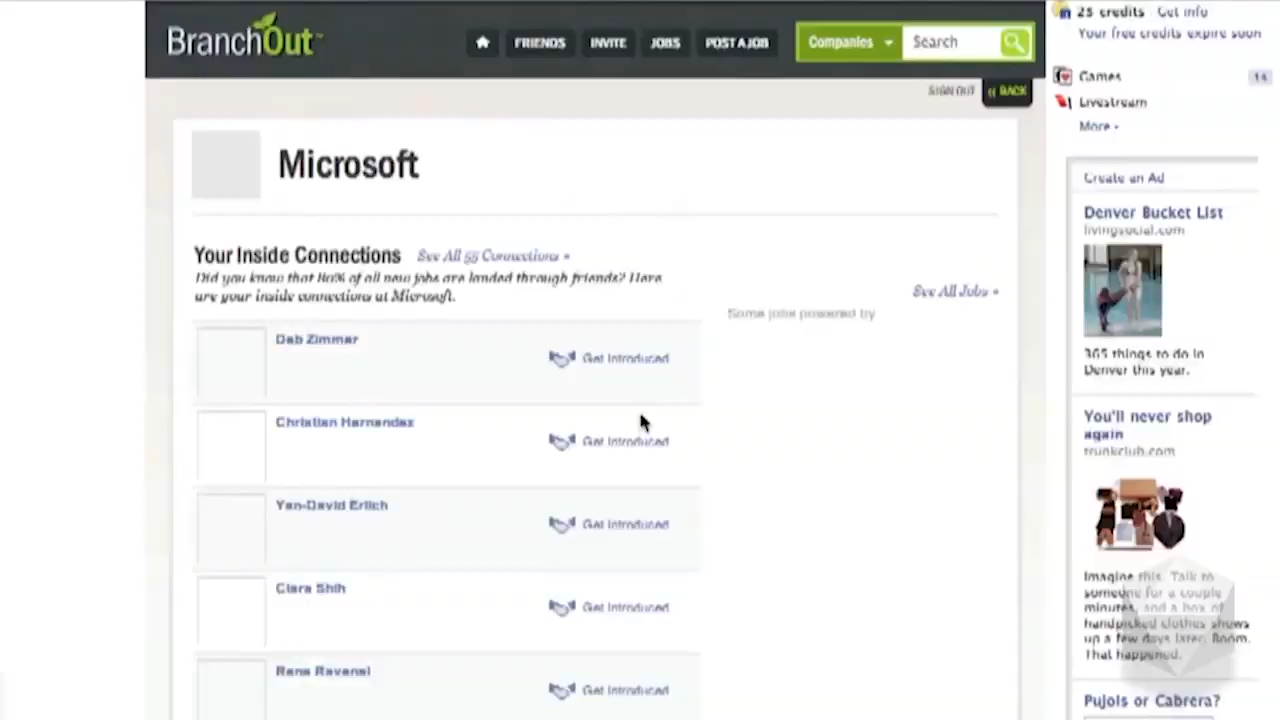 BranchOut™
FRIENDS
INVITE
JOBS
POST A JOB
Companies
Search
SIGN OUT
‹‹ BACK
Microsoft
Your Inside Connections
See All 55 Connections »
Did you know that 80% of all new jobs are landed through friends? Here
are your inside connections at Microsoft.
Deb Zimmer
Get Introduced
Christian Hernandez
Get Introduced
Yan-David Erlich
Get Introduced
Clara Shih
Get Introduced
Rene Ravenel
Get Introduced
See All Jobs »
Some jobs powered by
25 credits Get info
Your free credits expire soon
Games
14
Livestream
More
Create an Ad
Denver Bucket List
livingsocial.com
365 things to do in
Denver this year.
You'll never shop
again
trunkclub.com
Imagine this. Talk to
someone for a couple
minutes, and a box of
handpicked clothes shows
up a few days later. Boom.
That happened.
Pujols or Cabrera?